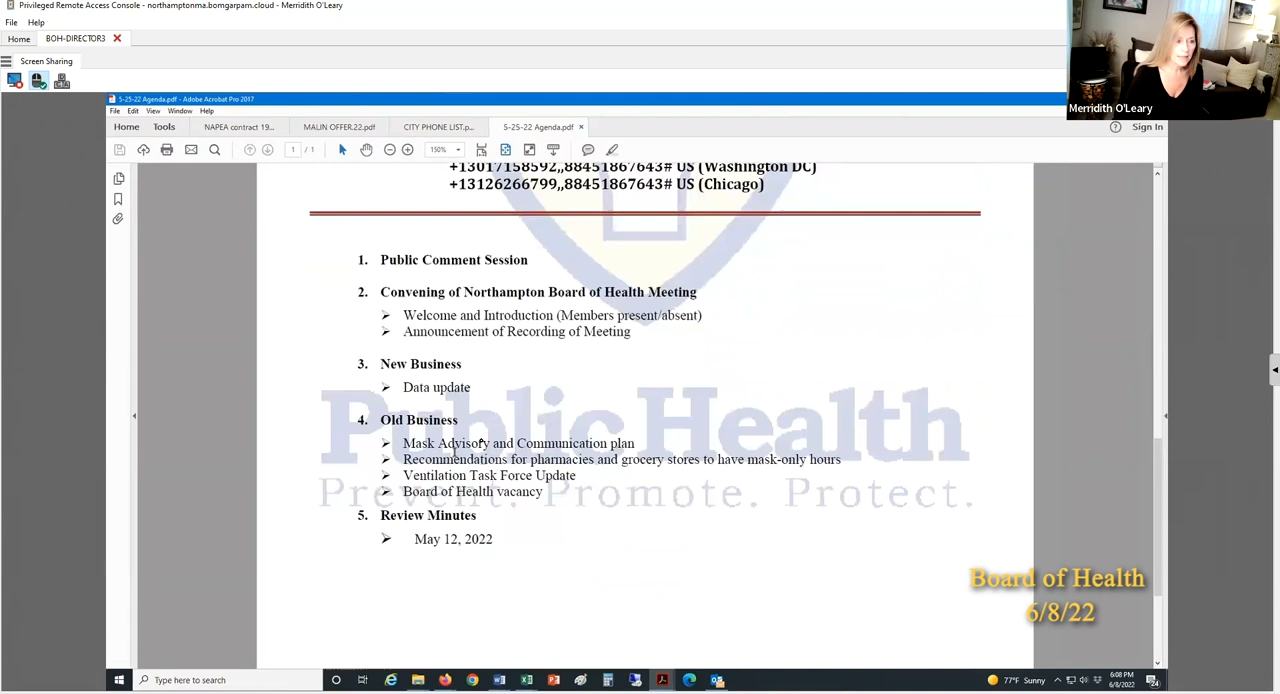 Privileged Remote Access Console - northamptonma.bomgarpam.cloud - Merridith O'Leary
File Help
Home BOH-DIRECTOR3
Screen Sharing
Merridith O'Leary
5-25-22 Agenda.pdf - Adobe Acrobat Pro 2017
File Edit View Window Help
Home Tools NAPEA contract 19... MALIN OFFER.22.pdf CITY PHONE LIST.p... 5-25-22 Agenda.pdf × Sign In
1 / 1 150%
+13017158592,,88451867643# US (Washington DC)
+13126266799,,88451867643# US (Chicago)
1. Public Comment Session
2. Convening of Northampton Board of Health Meeting
➢ Welcome and Introduction (Members present/absent)
➢ Announcement of Recording of Meeting
3. New Business
➢ Data update
Public Health
4. Old Business
➢ Mask Advisory and Communication plan
➢ Recommendations for pharmacies and grocery stores to have mask-only hours
➢ Ventilation Task Force Update
Prevent. Promote. Protect.
➢ Board of Health vacancy
5. Review Minutes
➢ May 12, 2022
Board of Health
6/8/22
Type here to search
77°F Sunny
6:08 PM
6/8/2022
24